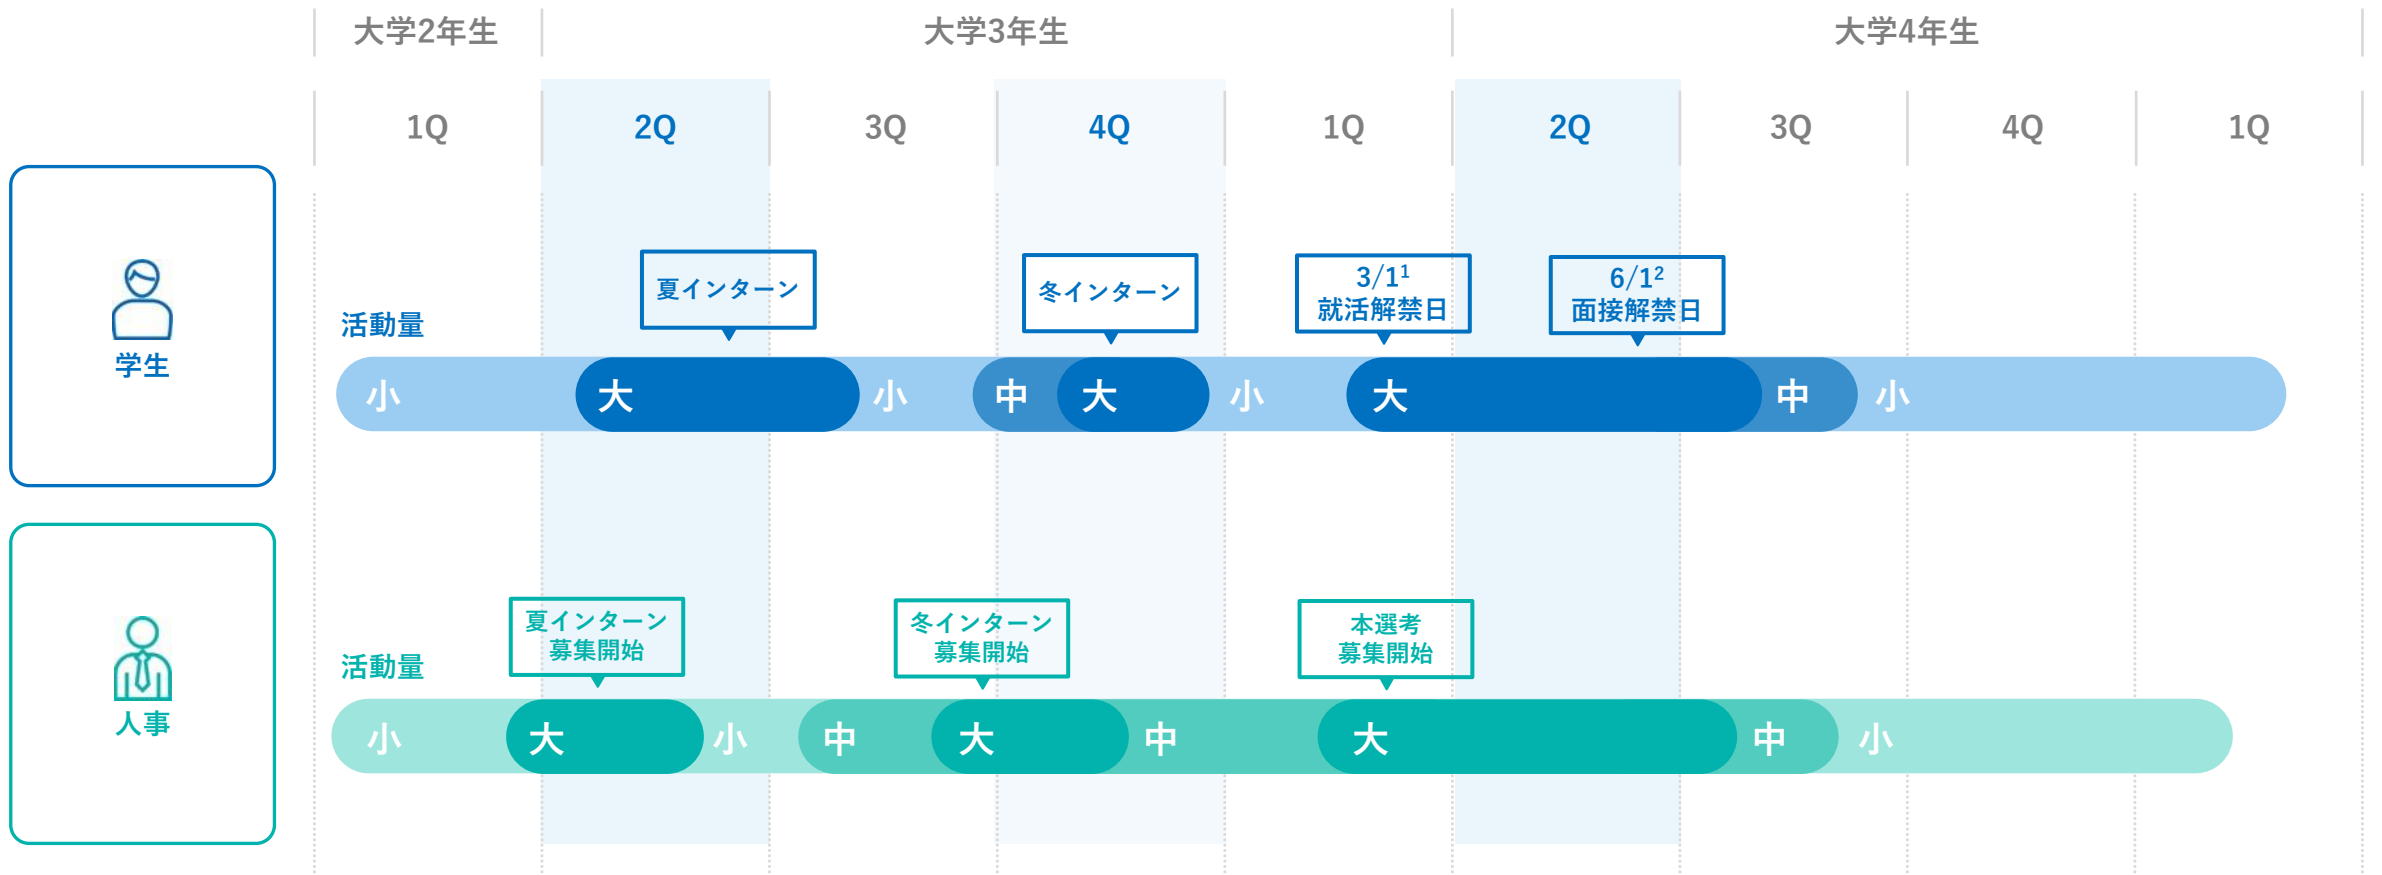 大学2年生
大学3年生
大学4年生
1Q
2Q
3Q
4Q
1Q
2Q
3Q
4Q
1Q
学生
活動量
夏インターン
冬インターン
3/1¹
就活解禁日
6/1²
面接解禁日
小
大
小
中
大
小
大
中
小
人事
活動量
夏インターン
募集開始
冬インターン
募集開始
本選考
募集開始
小
大
小
中
大
中
大
中
小